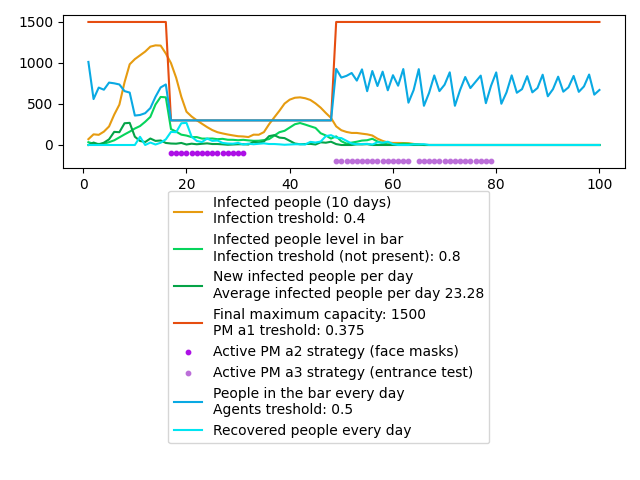 1500
1000
500
0
0 20 40 60 80 100
Infected people (10 days)
Infection treshold: 0.4
Infected people level in bar
Infection treshold (not present): 0.8
New infected people per day
Average infected people per day 23.28
Final maximum capacity: 1500
PM a1 treshold: 0.375
Active PM a2 strategy (face masks)
Active PM a3 strategy (entrance test)
People in the bar every day
Agents treshold: 0.5
Recovered people every day